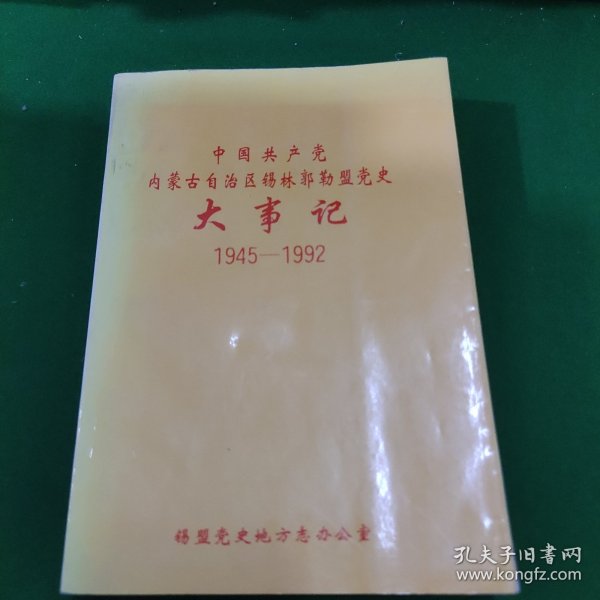 中国共产党
内蒙古自治区锡林郭勒盟党史
大事记
1945—1992
锡盟党史地方志办公室
孔夫子旧书网
www.kongfz.com